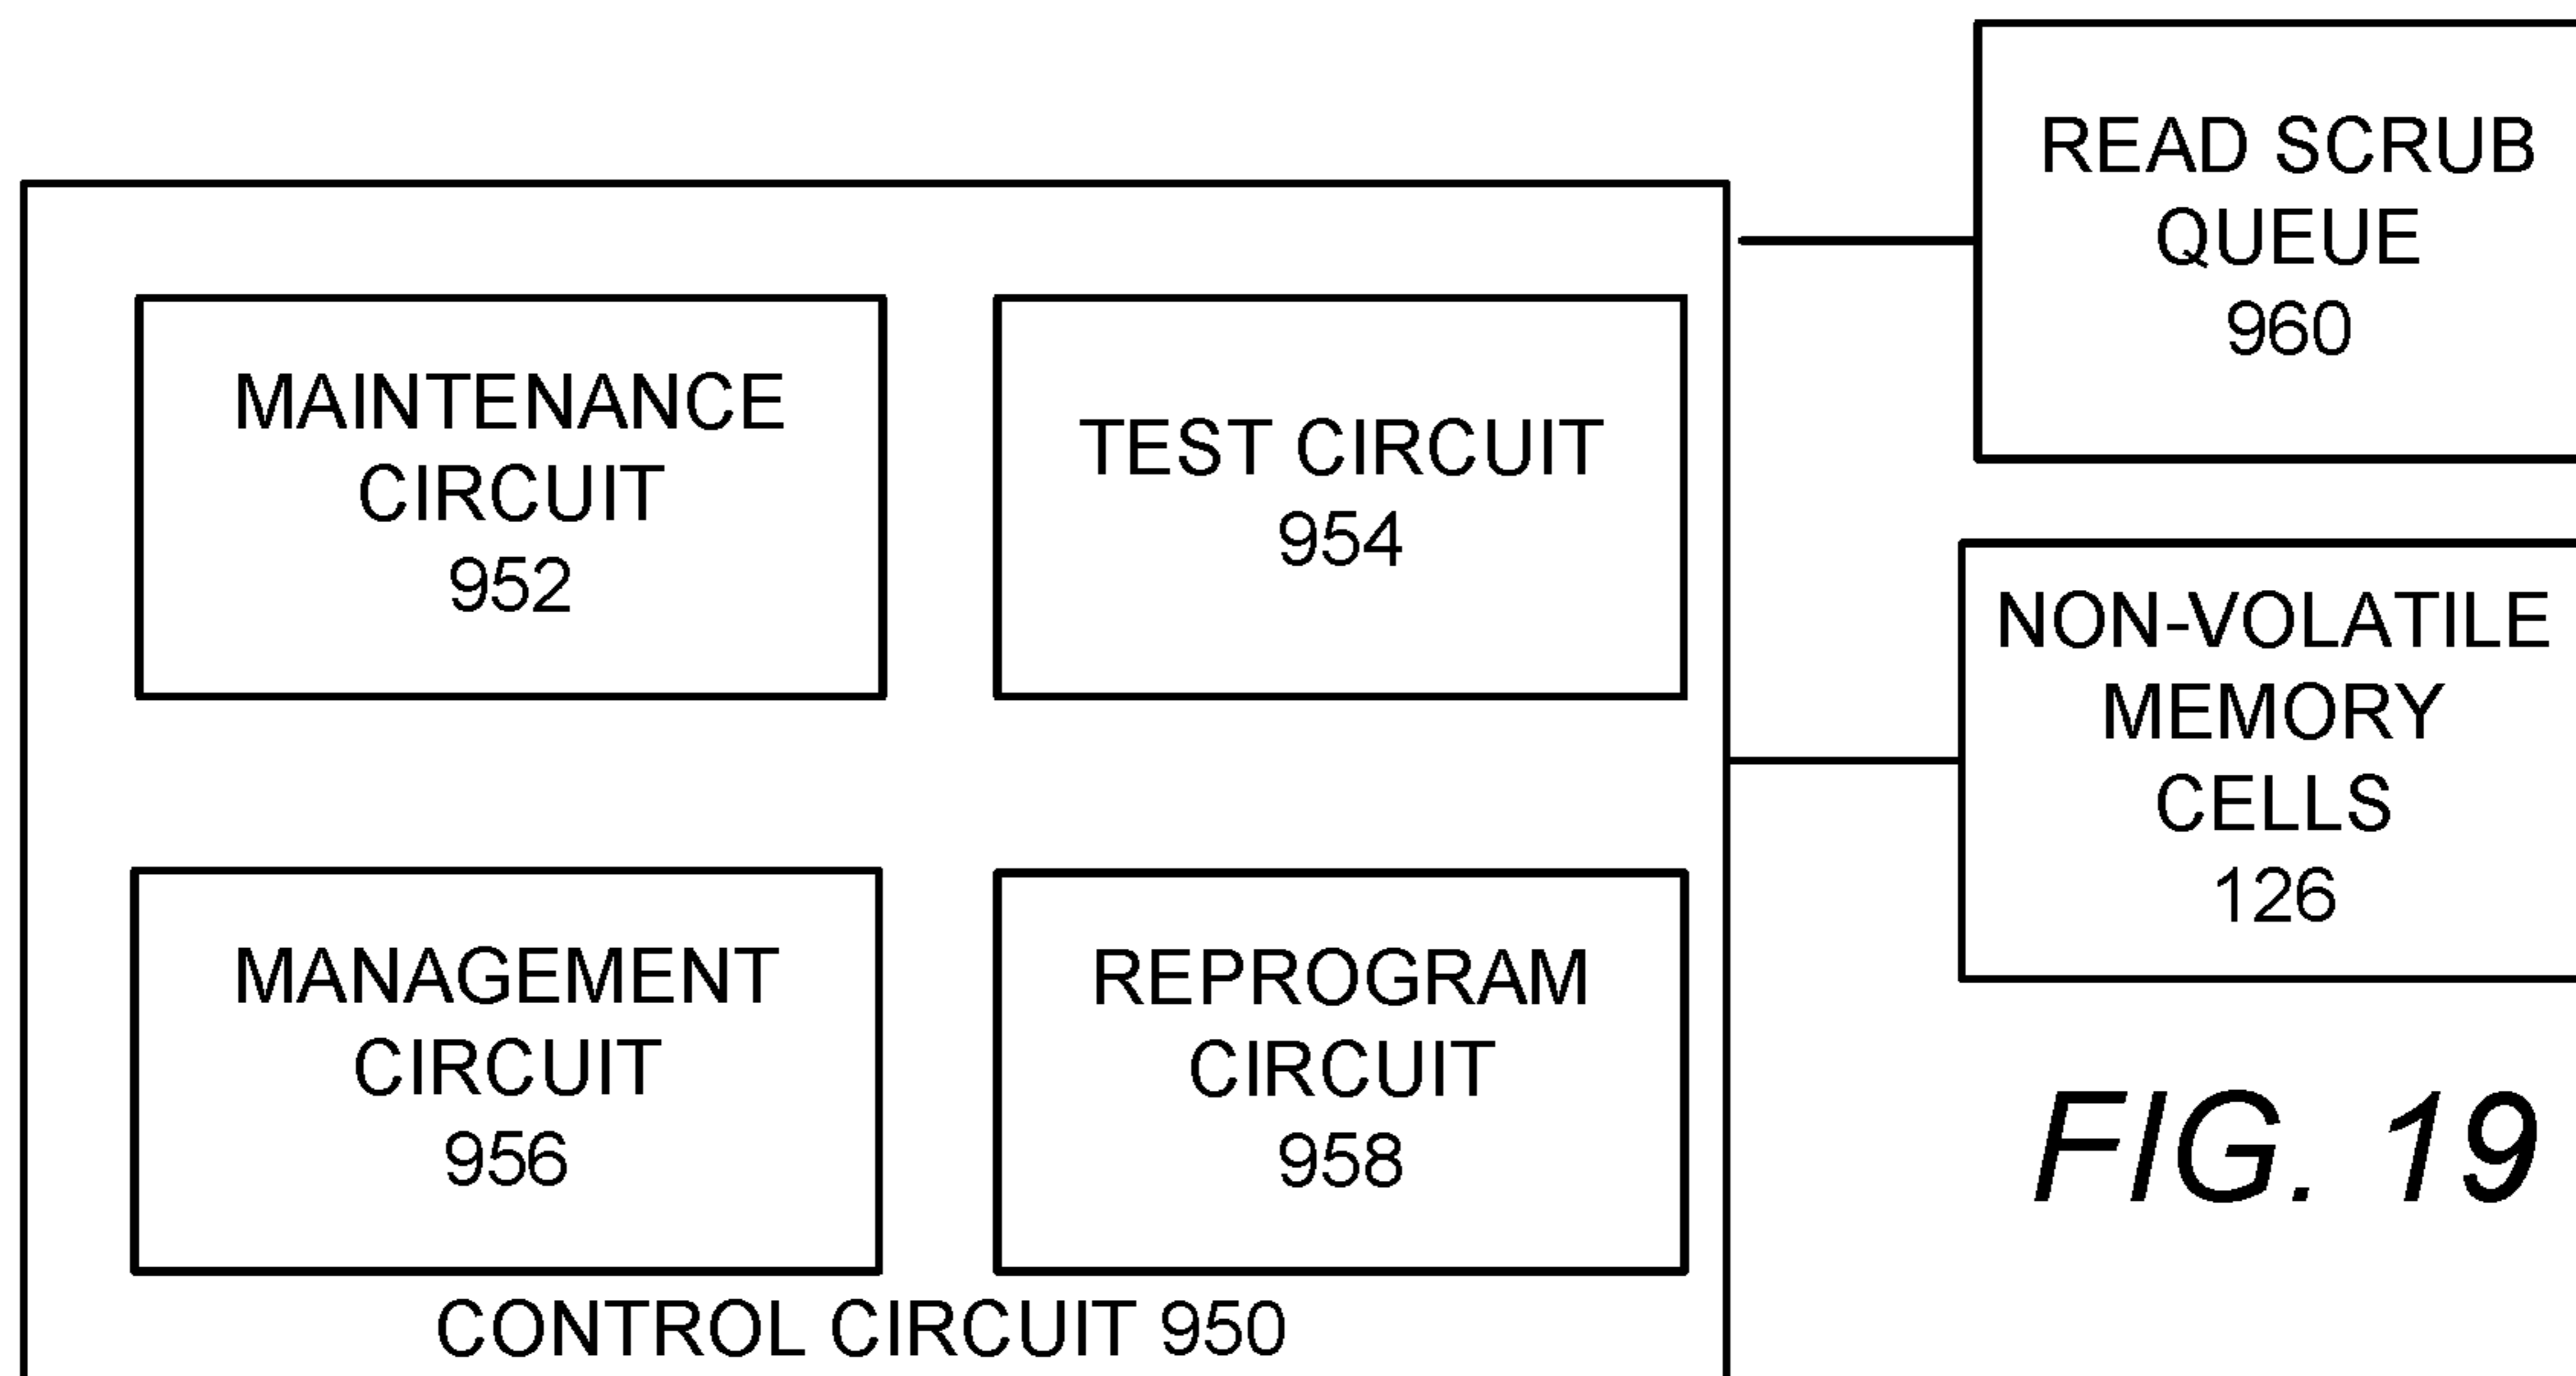 READ SCRUB
QUEUE
960
MAINTENANCE
CIRCUIT
952
TEST CIRCUIT
954
NON-VOLATILE
MEMORY
CELLS
126
MANAGEMENT
CIRCUIT
956
REPROGRAM
CIRCUIT
958
CONTROL CIRCUIT 950
FIG. 19